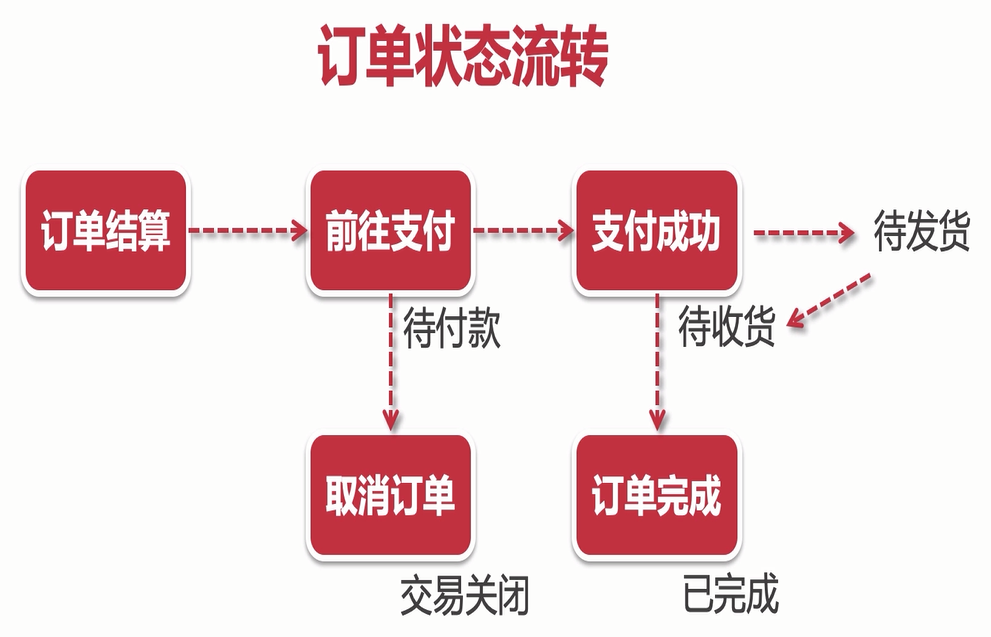 订单状态流转
订单结算
前往支付
支付成功
待发货
待付款
待收货
取消订单
订单完成
交易关闭
已完成